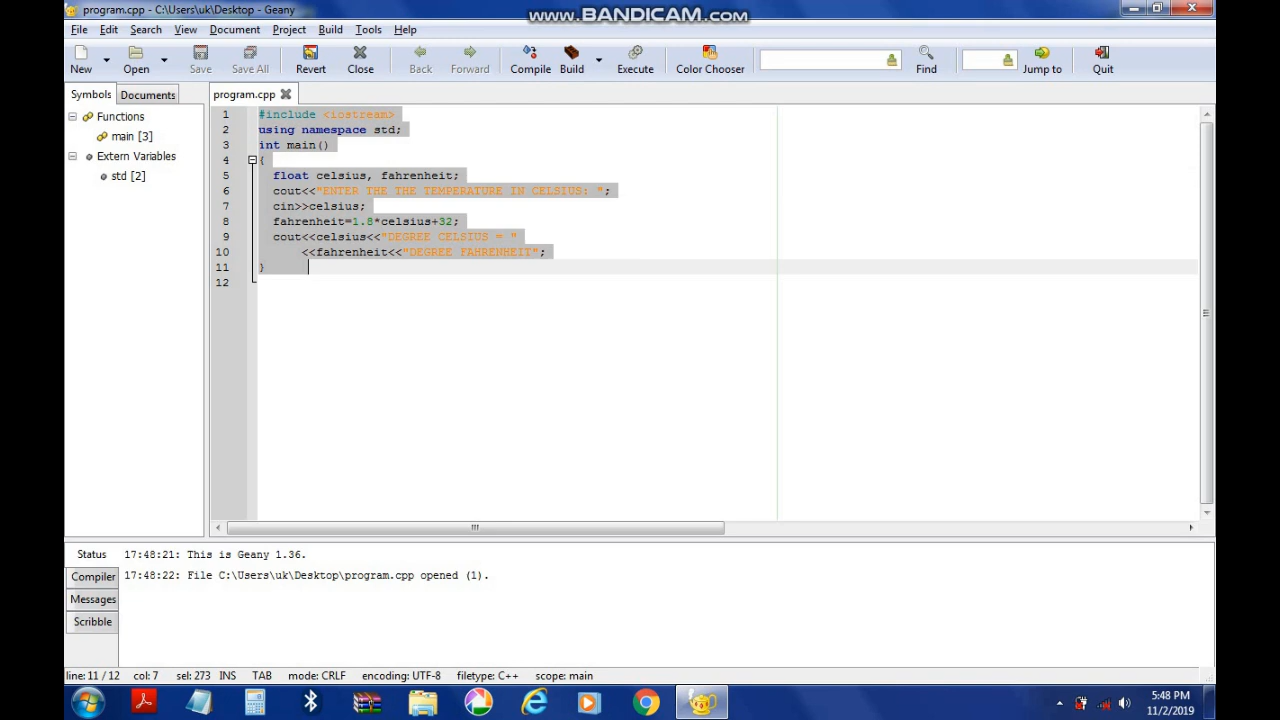 program.cpp - C:\Users\uk\Desktop - Geany
www.BANDICAM.com
File Edit Search View Document Project Build Tools Help
New Open Save Save All Revert Close Back Forward Compile Build Execute Color Chooser Find Jump to Quit
Symbols Documents
program.cpp
Functions
main [3]
Extern Variables
std [2]
1 #include <iostream>
2 using namespace std;
3 int main()
4 {
5 float celsius, fahrenheit;
6 cout<<"ENTER THE THE TEMPERATURE IN CELSIUS: ";
7 cin>>celsius;
8 fahrenheit=1.8*celsius+32;
9 cout<<celsius<<"DEGREE CELSIUS = "
10 <<fahrenheit<<"DEGREE FAHRENHEIT";
11 }
12
Status
Compiler
Messages
Scribble
17:48:21: This is Geany 1.36.
17:48:22: File C:\Users\uk\Desktop\program.cpp opened (1).
line: 11 / 12 col: 7 sel: 273 INS TAB mode: CRLF encoding: UTF-8 filetype: C++ scope: main
5:48 PM
11/2/2019